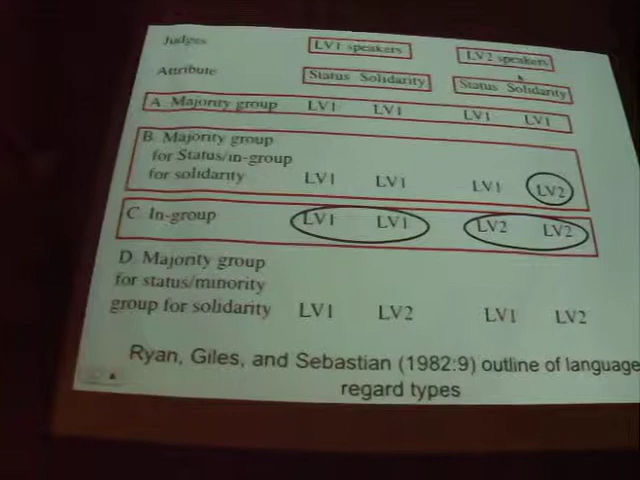 Judges LV1 speakers LV2 speakers
Attribute Status Solidarity Status Solidarity
A. Majority group LV1 LV1 LV1 LV1
B. Majority group
for Status/in-group
for solidarity LV1 LV1 LV1 LV2
C. In-group LV1 LV1 LV2 LV2
D. Majority group
for status/minority
group for solidarity LV1 LV2 LV1 LV2
Ryan, Giles, and Sebastian (1982:9) outline of language
regard types